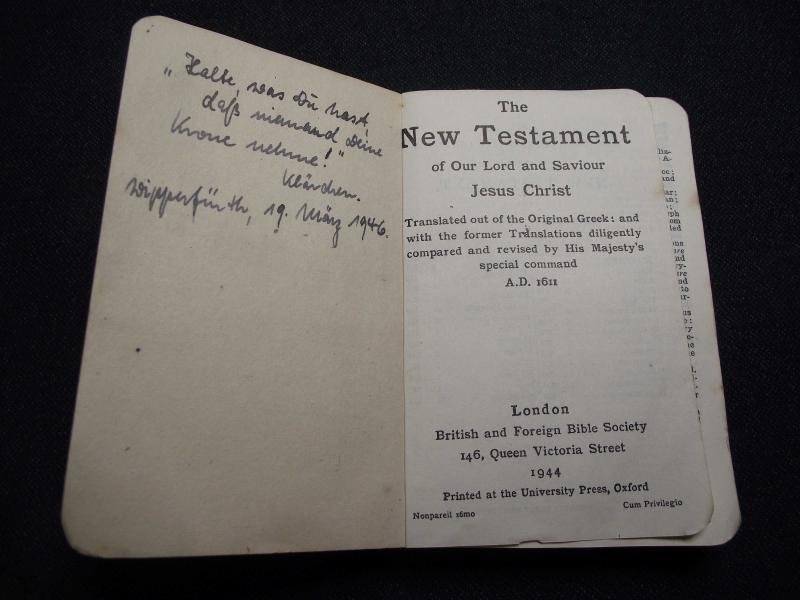 „Halte, was Du hast,
daß niemand Deine
Krone nehme!"
Klärchen.
Wipperfürth, 19. März 1946.
The
New Testament
of Our Lord and Saviour
Jesus Christ
Translated out of the Original Greek: and
with the former Translations diligently
compared and revised by His Majesty's
special command
A.D. 1611
London
British and Foreign Bible Society
146, Queen Victoria Street
1944
Printed at the University Press, Oxford
Nonpareil 16mo
Cum Privilegio